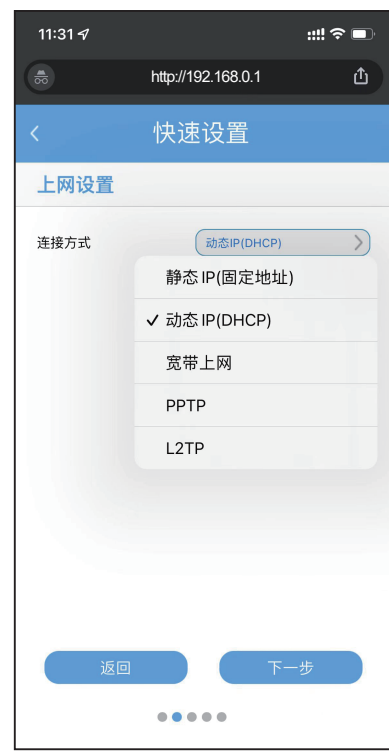 11:31
http://192.168.0.1
快速设置
上网设置
连接方式
动态IP(DHCP)
静态IP(固定地址)
动态IP(DHCP)
宽带上网
PPTP
L2TP
返回
下一步